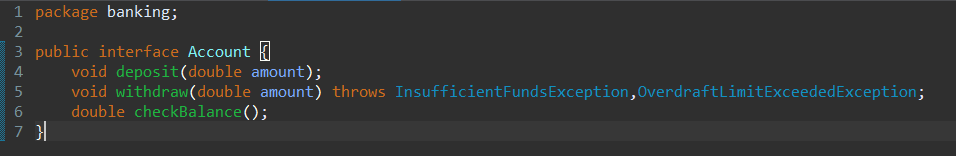 1 package banking;
2
3 public interface Account {
4     void deposit(double amount);
5     void withdraw(double amount) throws InsufficientFundsException,OverdraftLimitExceededException;
6     double checkBalance();
7 }